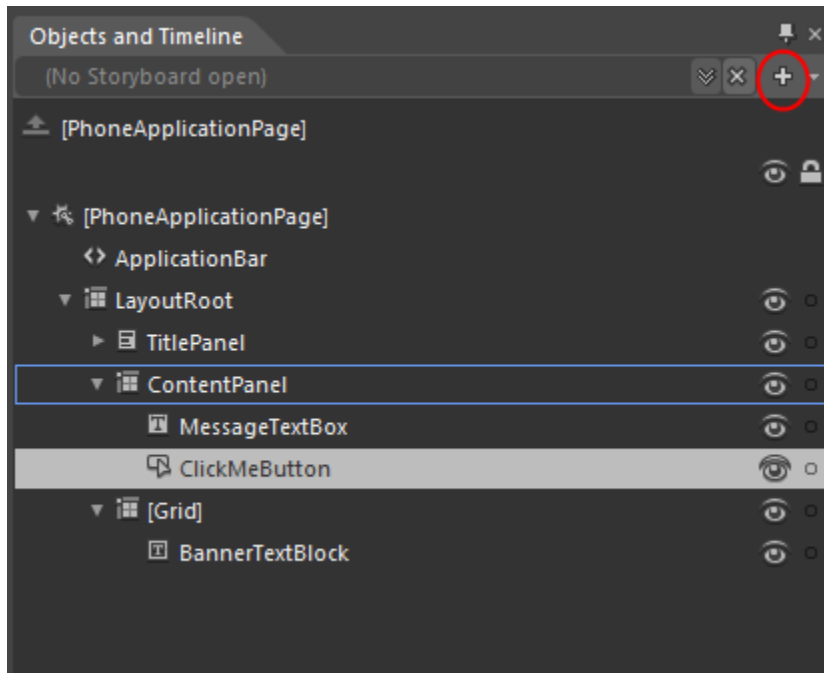 Objects and Timeline
(No Storyboard open)
[PhoneApplicationPage]
[PhoneApplicationPage]
ApplicationBar
LayoutRoot
TitlePanel
ContentPanel
MessageTextBox
ClickMeButton
[Grid]
BannerTextBlock